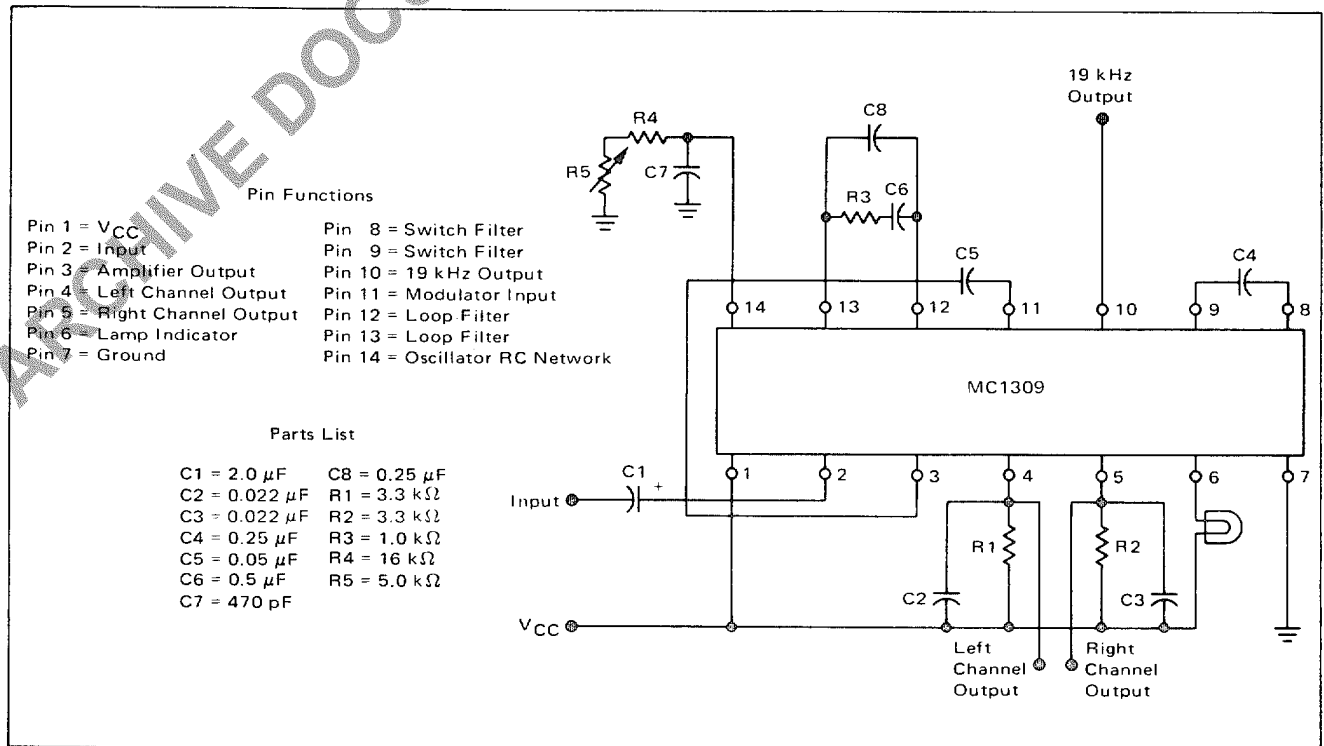 ARCHIVE DOCU
Pin Functions
Pin 1 = VCC
Pin 2 = Input
Pin 3 = Amplifier Output
Pin 4 = Left Channel Output
Pin 5 = Right Channel Output
Pin 6 = Lamp Indicator
Pin 7 = Ground
Pin 8 = Switch Filter
Pin 9 = Switch Filter
Pin 10 = 19 kHz Output
Pin 11 = Modulator Input
Pin 12 = Loop Filter
Pin 13 = Loop Filter
Pin 14 = Oscillator RC Network
Parts List
C1 = 2.0 μF
C2 = 0.022 μF
C3 = 0.022 μF
C4 = 0.25 μF
C5 = 0.05 μF
C6 = 0.5 μF
C7 = 470 pF
C8 = 0.25 μF
R1 = 3.3 kΩ
R2 = 3.3 kΩ
R3 = 1.0 kΩ
R4 = 16 kΩ
R5 = 5.0 kΩ
19 kHz
Output
R4
R5
C7
C8
R3
C6
C5
C4
14
13
12
11
10
9
8
MC1309
1
2
3
4
5
6
7
Input
C1
+
R1
R2
C2
C3
VCC
Left
Channel
Output
Right
Channel
Output